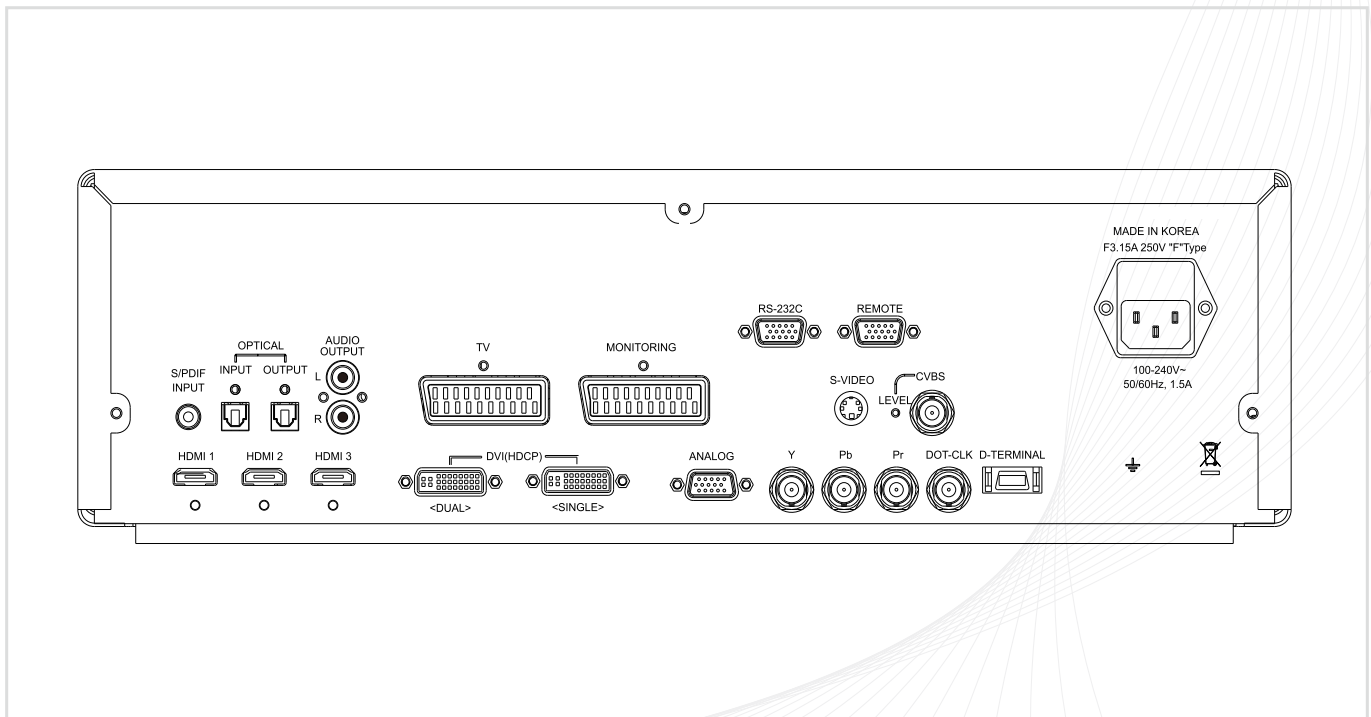 MADE IN KOREA
F3.15A 250V "F"Type
RS-232C
REMOTE
100-240V~
50/60Hz, 1.5A
OPTICAL
INPUT
OUTPUT
AUDIO
OUTPUT
L
R
S/PDIF
INPUT
TV
MONITORING
S-VIDEO
CVBS
LEVEL
HDMI 1
HDMI 2
HDMI 3
DVI(HDCP)
<DUAL>
<SINGLE>
ANALOG
Y
Pb
Pr
DOT-CLK
D-TERMINAL